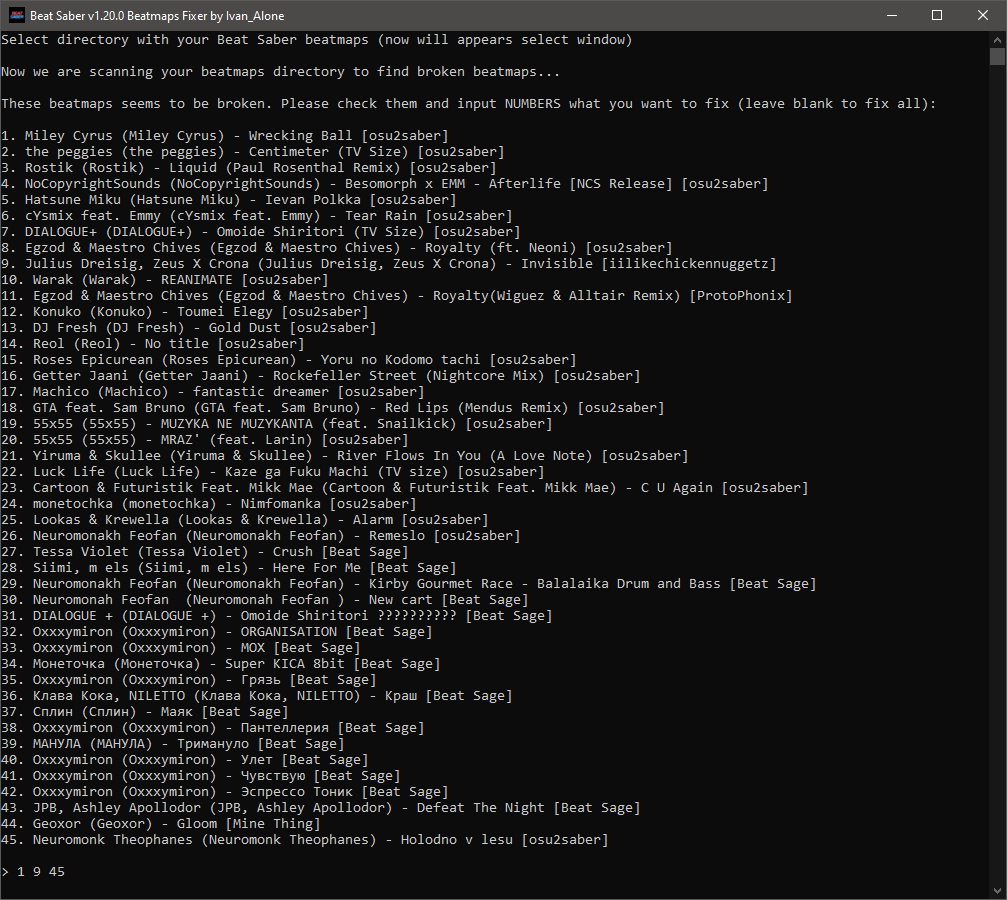 Beat Saber v1.20.0 Beatmaps Fixer by Ivan_Alone
Select directory with your Beat Saber beatmaps (now will appears select window)
Now we are scanning your beatmaps directory to find broken beatmaps...
These beatmaps seems to be broken. Please check them and input NUMBERS what you want to fix (leave blank to fix all):
1. Miley Cyrus (Miley Cyrus) - Wrecking Ball [osu2saber]
2. the peggies (the peggies) - Centimeter (TV Size) [osu2saber]
3. Rostik (Rostik) - Liquid (Paul Rosenthal Remix) [osu2saber]
4. NoCopyrightSounds (NoCopyrightSounds) - Besomorph x EMM - Afterlife [NCS Release] [osu2saber]
5. Hatsune Miku (Hatsune Miku) - Ievan Polkka [osu2saber]
6. cYsmix feat. Emmy (cYsmix feat. Emmy) - Tear Rain [osu2saber]
7. DIALOGUE+ (DIALOGUE+) - Omoide Shiritori (TV Size) [osu2saber]
8. Egzod & Maestro Chives (Egzod & Maestro Chives) - Royalty (ft. Neoni) [osu2saber]
9. Julius Dreisig, Zeus X Crona (Julius Dreisig, Zeus X Crona) - Invisible [iilikechickennuggetz]
10. Warak (Warak) - REANIMATE [osu2saber]
11. Egzod & Maestro Chives (Egzod & Maestro Chives) - Royalty(Wiguez & Alltair Remix) [ProtoPhonix]
12. Konuko (Konuko) - Toumei Elegy [osu2saber]
13. DJ Fresh (DJ Fresh) - Gold Dust [osu2saber]
14. Reol (Reol) - No title [osu2saber]
15. Roses Epicurean (Roses Epicurean) - Yoru no Kodomo tachi [osu2saber]
16. Getter Jaani (Getter Jaani) - Rockefeller Street (Nightcore Mix) [osu2saber]
17. Machico (Machico) - fantastic dreamer [osu2saber]
18. GTA feat. Sam Bruno (GTA feat. Sam Bruno) - Red Lips (Mendus Remix) [osu2saber]
19. 55x55 (55x55) - MUZYKA NE MUZYKANTA (feat. Snailkick) [osu2saber]
20. 55x55 (55x55) - MRAZ' (feat. Larin) [osu2saber]
21. Yiruma & Skullee (Yiruma & Skullee) - River Flows In You (A Love Note) [osu2saber]
22. Luck Life (Luck Life) - Kaze ga Fuku Machi (TV size) [osu2saber]
23. Cartoon & Futuristik Feat. Mikk Mae (Cartoon & Futuristik Feat. Mikk Mae) - C U Again [osu2saber]
24. monetochka (monetochka) - Nimfomanka [osu2saber]
25. Lookas & Krewella (Lookas & Krewella) - Alarm [osu2saber]
26. Neuromonakh Feofan (Neuromonakh Feofan) - Remeslo [osu2saber]
27. Tessa Violet (Tessa Violet) - Crush [Beat Sage]
28. Siimi, m els (Siimi, m els) - Here For Me [Beat Sage]
29. Neuromonakh Feofan (Neuromonakh Feofan) - Kirby Gourmet Race - Balalaika Drum and Bass [Beat Sage]
30. Neuromonah Feofan  (Neuromonah Feofan ) - New cart [Beat Sage]
31. DIALOGUE + (DIALOGUE +) - Omoide Shiritori ?????????? [Beat Sage]
32. Oxxxymiron (Oxxxymiron) - ORGANISATION [Beat Sage]
33. Oxxxymiron (Oxxxymiron) - МОХ [Beat Sage]
34. Монеточка (Монеточка) - Super KICA 8bit [Beat Sage]
35. Oxxxymiron (Oxxxymiron) - Грязь [Beat Sage]
36. Клава Кока, NILETTO (Клава Кока, NILETTO) - Краш [Beat Sage]
37. Сплин (Сплин) - Маяк [Beat Sage]
38. Oxxxymiron (Oxxxymiron) - Пантеллерия [Beat Sage]
39. МАНУЛА (МАНУЛА) - Тримануло [Beat Sage]
40. Oxxxymiron (Oxxxymiron) - Улет [Beat Sage]
41. Oxxxymiron (Oxxxymiron) - Чувствую [Beat Sage]
42. Oxxxymiron (Oxxxymiron) - Эспрессо Тоник [Beat Sage]
43. JPB, Ashley Apollodor (JPB, Ashley Apollodor) - Defeat The Night [Beat Sage]
44. Geoxor (Geoxor) - Gloom [Mine Thing]
45. Neuromonk Theophanes (Neuromonk Theophanes) - Holodno v lesu [osu2saber]
> 1 9 45